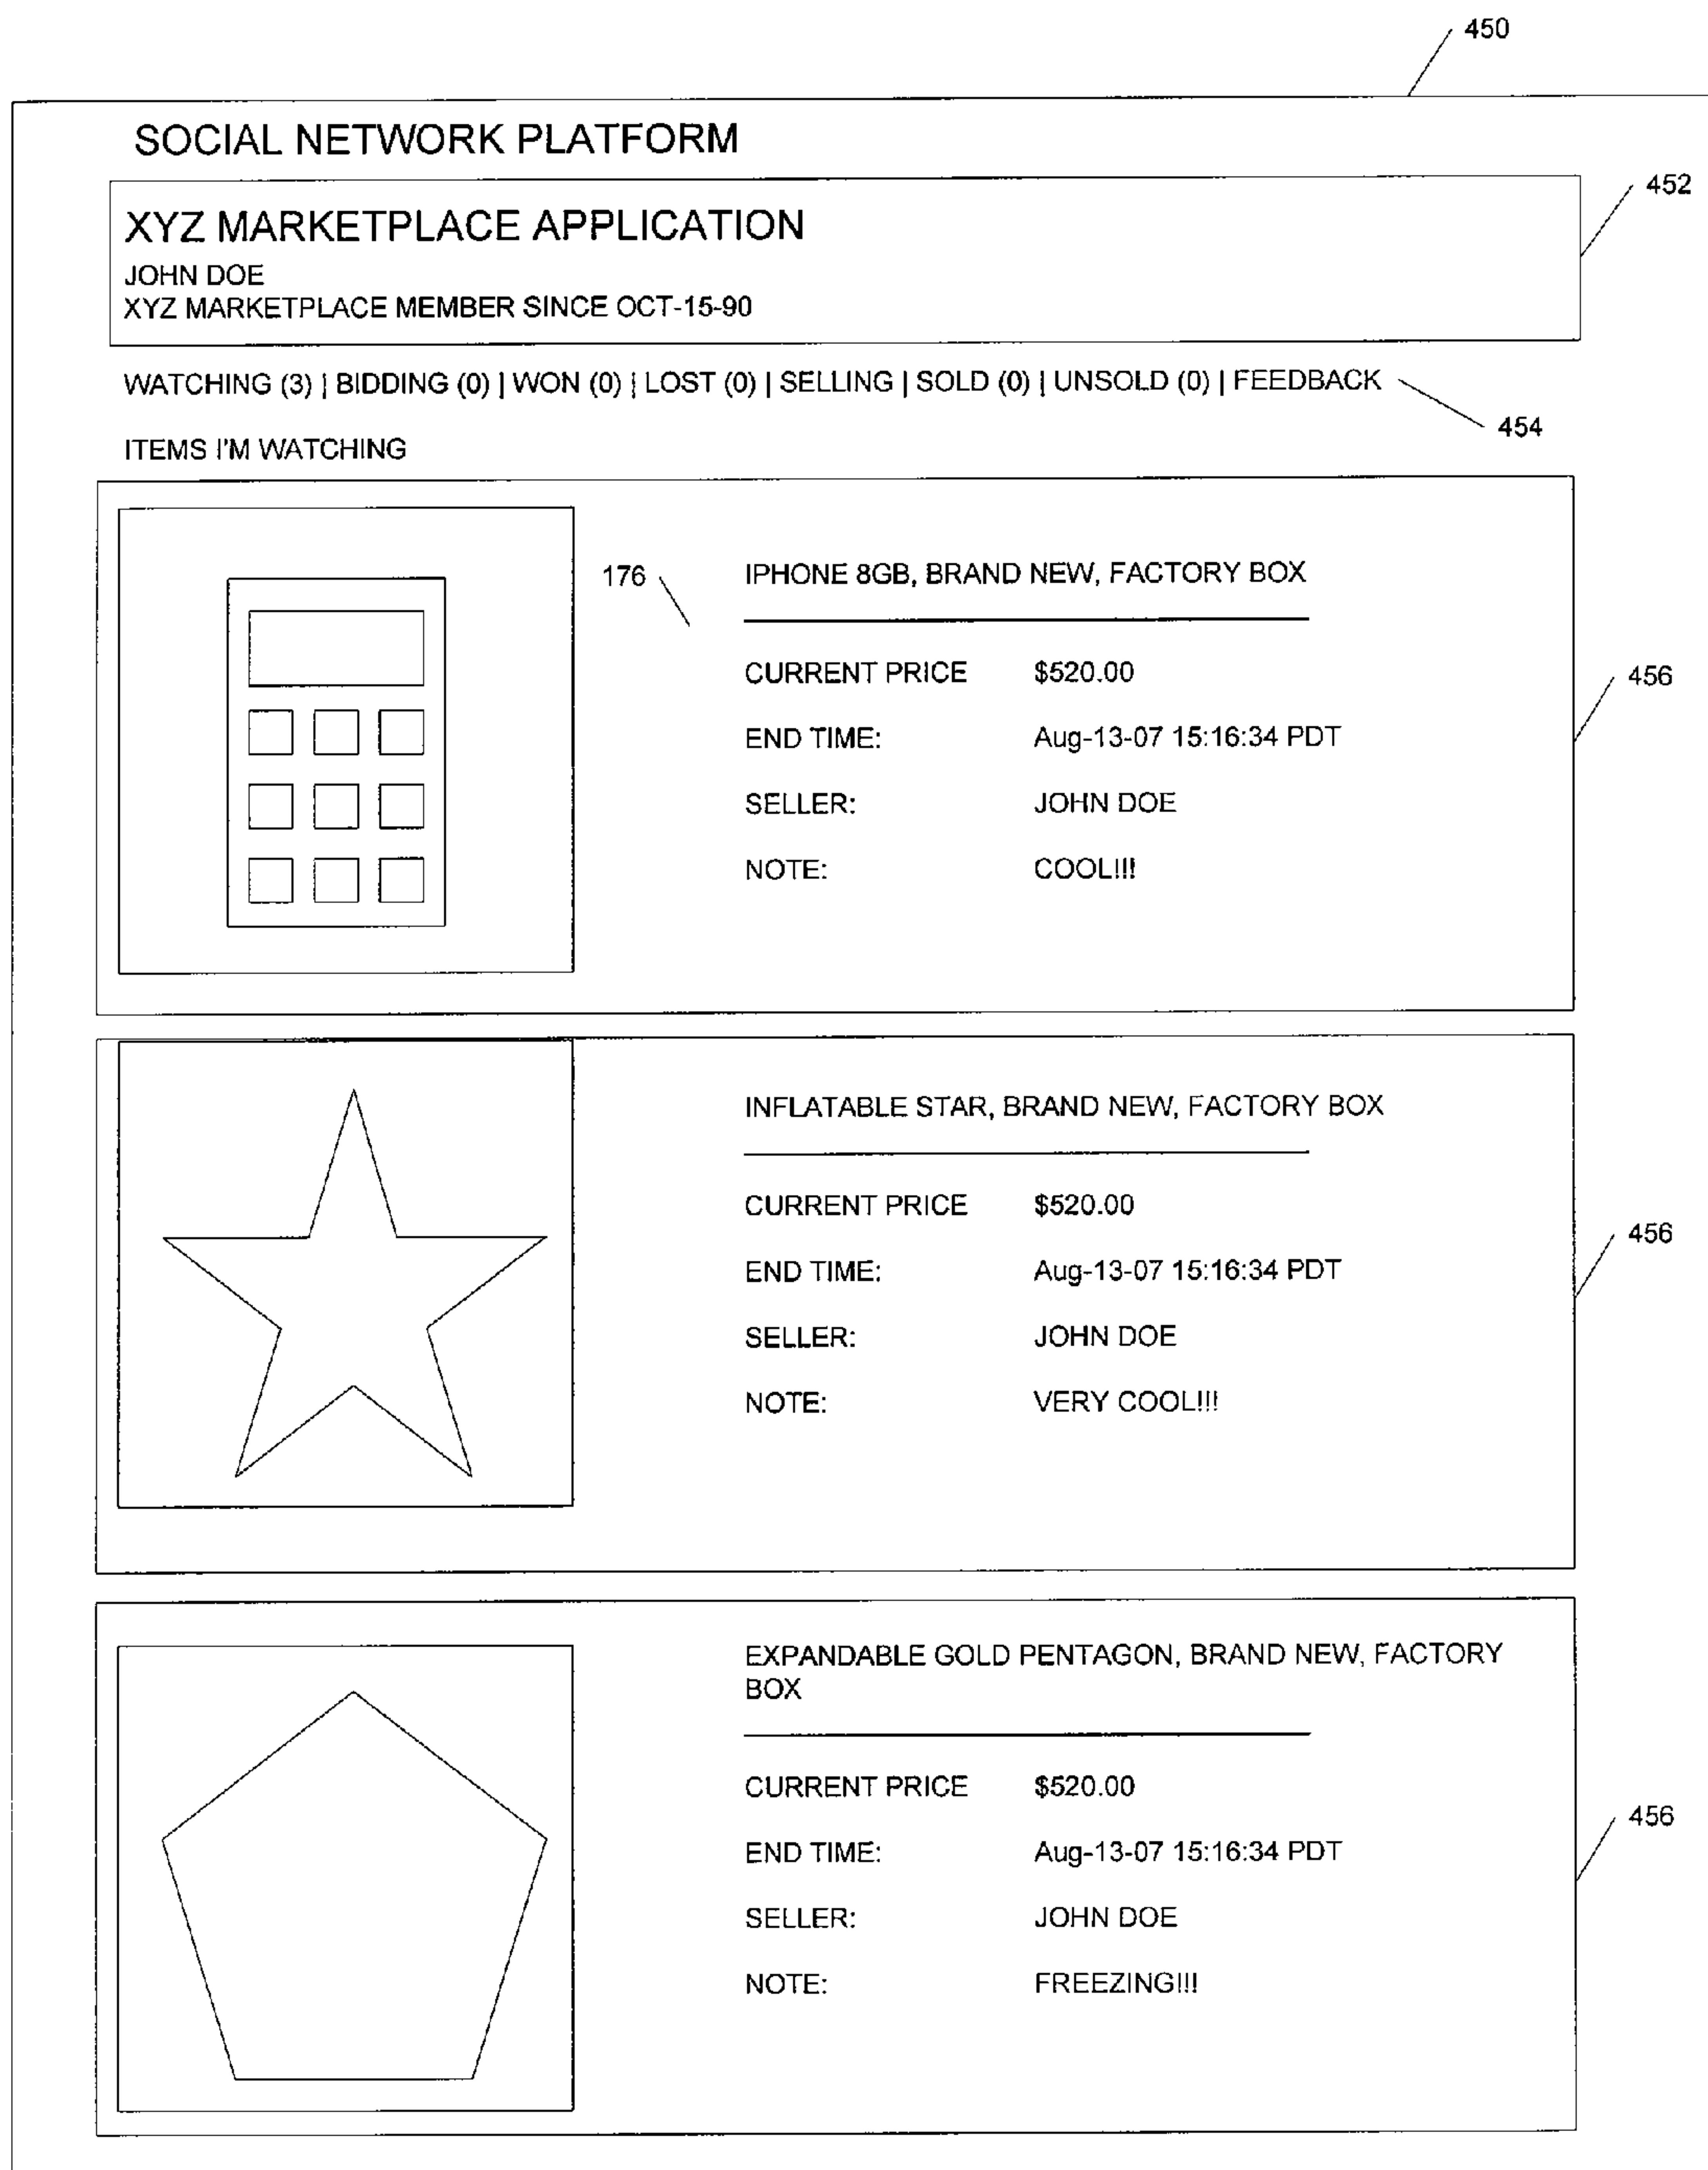 450
SOCIAL NETWORK PLATFORM
452
XYZ MARKETPLACE APPLICATION
JOHN DOE
XYZ MARKETPLACE MEMBER SINCE OCT-15-90
WATCHING (3) | BIDDING (0) | WON (0) | LOST (0) | SELLING | SOLD (0) | UNSOLD (0) | FEEDBACK
454
ITEMS I'M WATCHING
176
IPHONE 8GB, BRAND NEW, FACTORY BOX
CURRENT PRICE $520.00
456
END TIME: Aug-13-07 15:16:34 PDT
SELLER: JOHN DOE
NOTE: COOL!!!
INFLATABLE STAR, BRAND NEW, FACTORY BOX
CURRENT PRICE $520.00
456
END TIME: Aug-13-07 15:16:34 PDT
SELLER: JOHN DOE
NOTE: VERY COOL!!!
EXPANDABLE GOLD PENTAGON, BRAND NEW, FACTORY
BOX
CURRENT PRICE $520.00
456
END TIME: Aug-13-07 15:16:34 PDT
SELLER: JOHN DOE
NOTE: FREEZING!!!